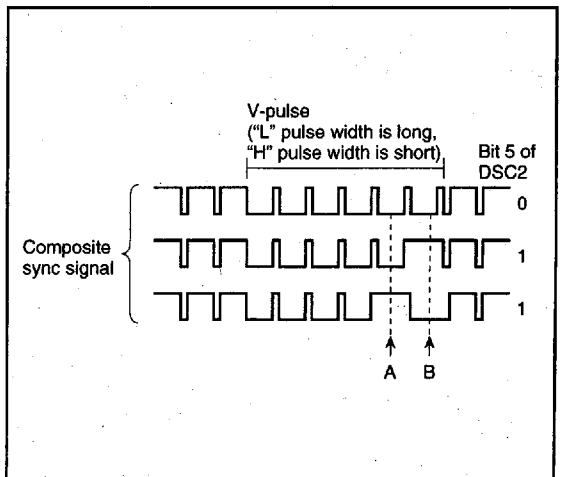 V-pulse
(“L” pulse width is long,
“H” pulse width is short)
Bit 5 of
DSC2
0
Composite
sync signal
1
1
A
B